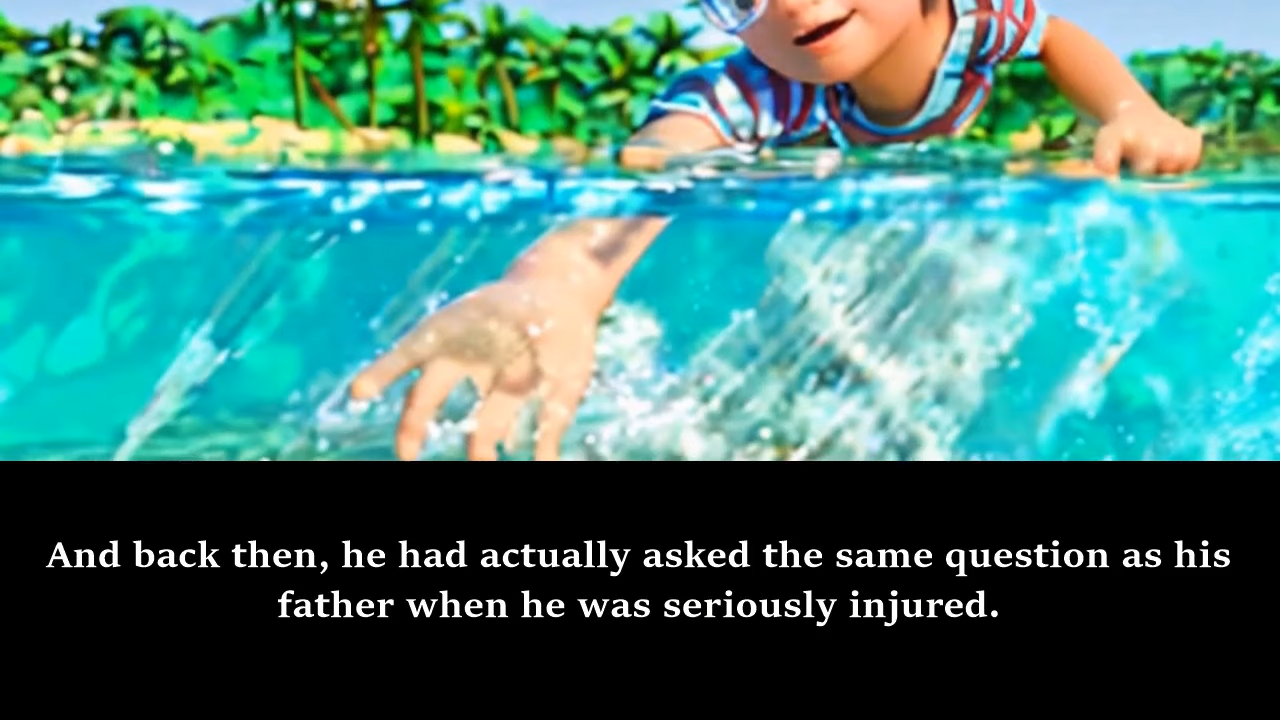 And back then, he had actually asked the same question as his
father when he was seriously injured.